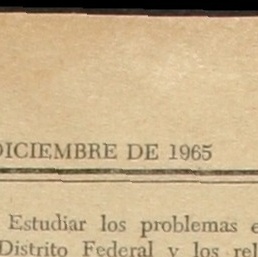 DICIEMBRE DE 1965
Estudiar los problemas
Distrito Federal y los